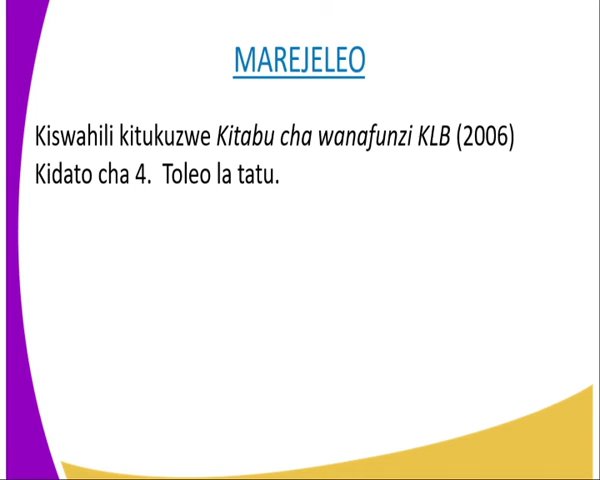 MAREJELEO
Kiswahili kitukuzwe Kitabu cha wanafunzi KLB (2006)
Kidato cha 4.  Toleo la tatu.